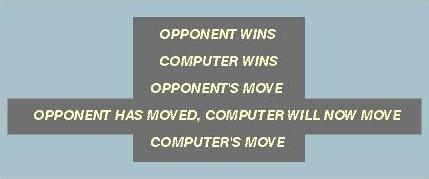 OPPONENT WINS
COMPUTER WINS
OPPONENT'S MOVE
OPPONENT HAS MOVED, COMPUTER WILL NOW MOVE
COMPUTER'S MOVE